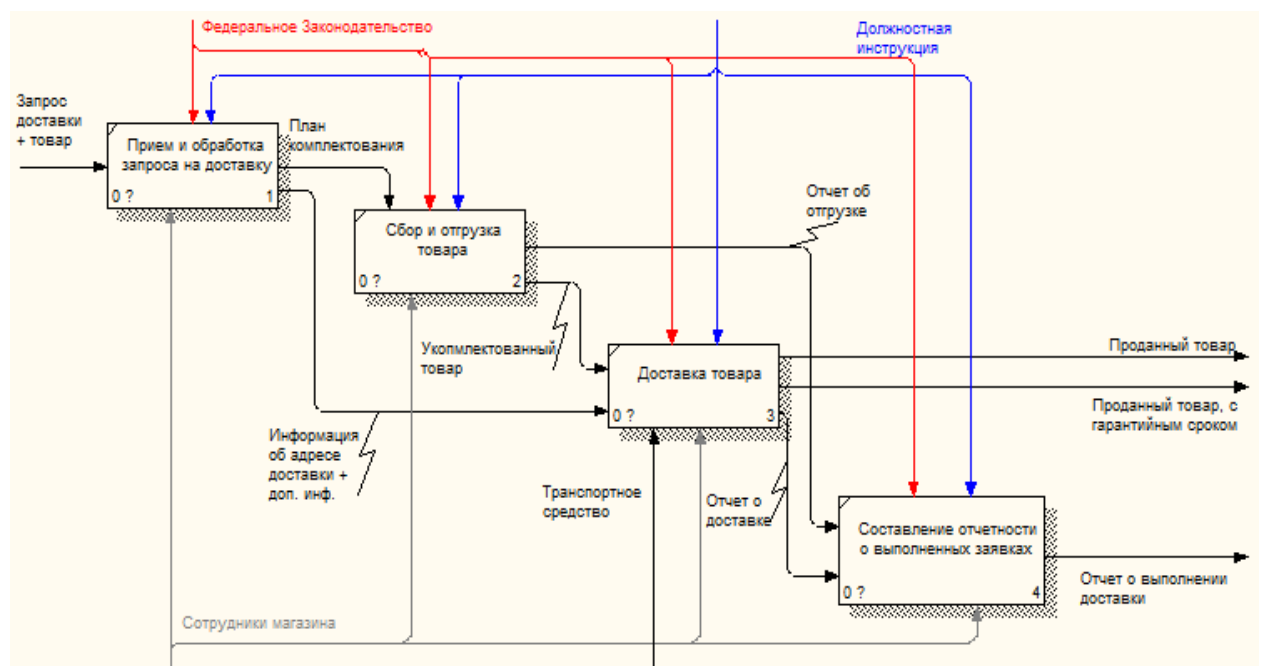 Федеральное Законодательство
Должностная
инструкция
Запрос
доставки
+ товар
План
комплектования
Прием и обработка
запроса на доставку
0 ?
1
Отчет об
отгрузке
Сбор и отгрузка
товара
0 ?
2
Укопмлектованный
товар
Доставка товара
0 ?
3
Проданный товар
Проданный товар, с
гарантийным сроком
Информация
об адресе
доставки +
доп. инф.
Транспортное
средство
Отчет о
доставке
Составление отчетности
о выполненных заявках
0 ?
4
Отчет о выполнении
доставки
Сотрудники магазина